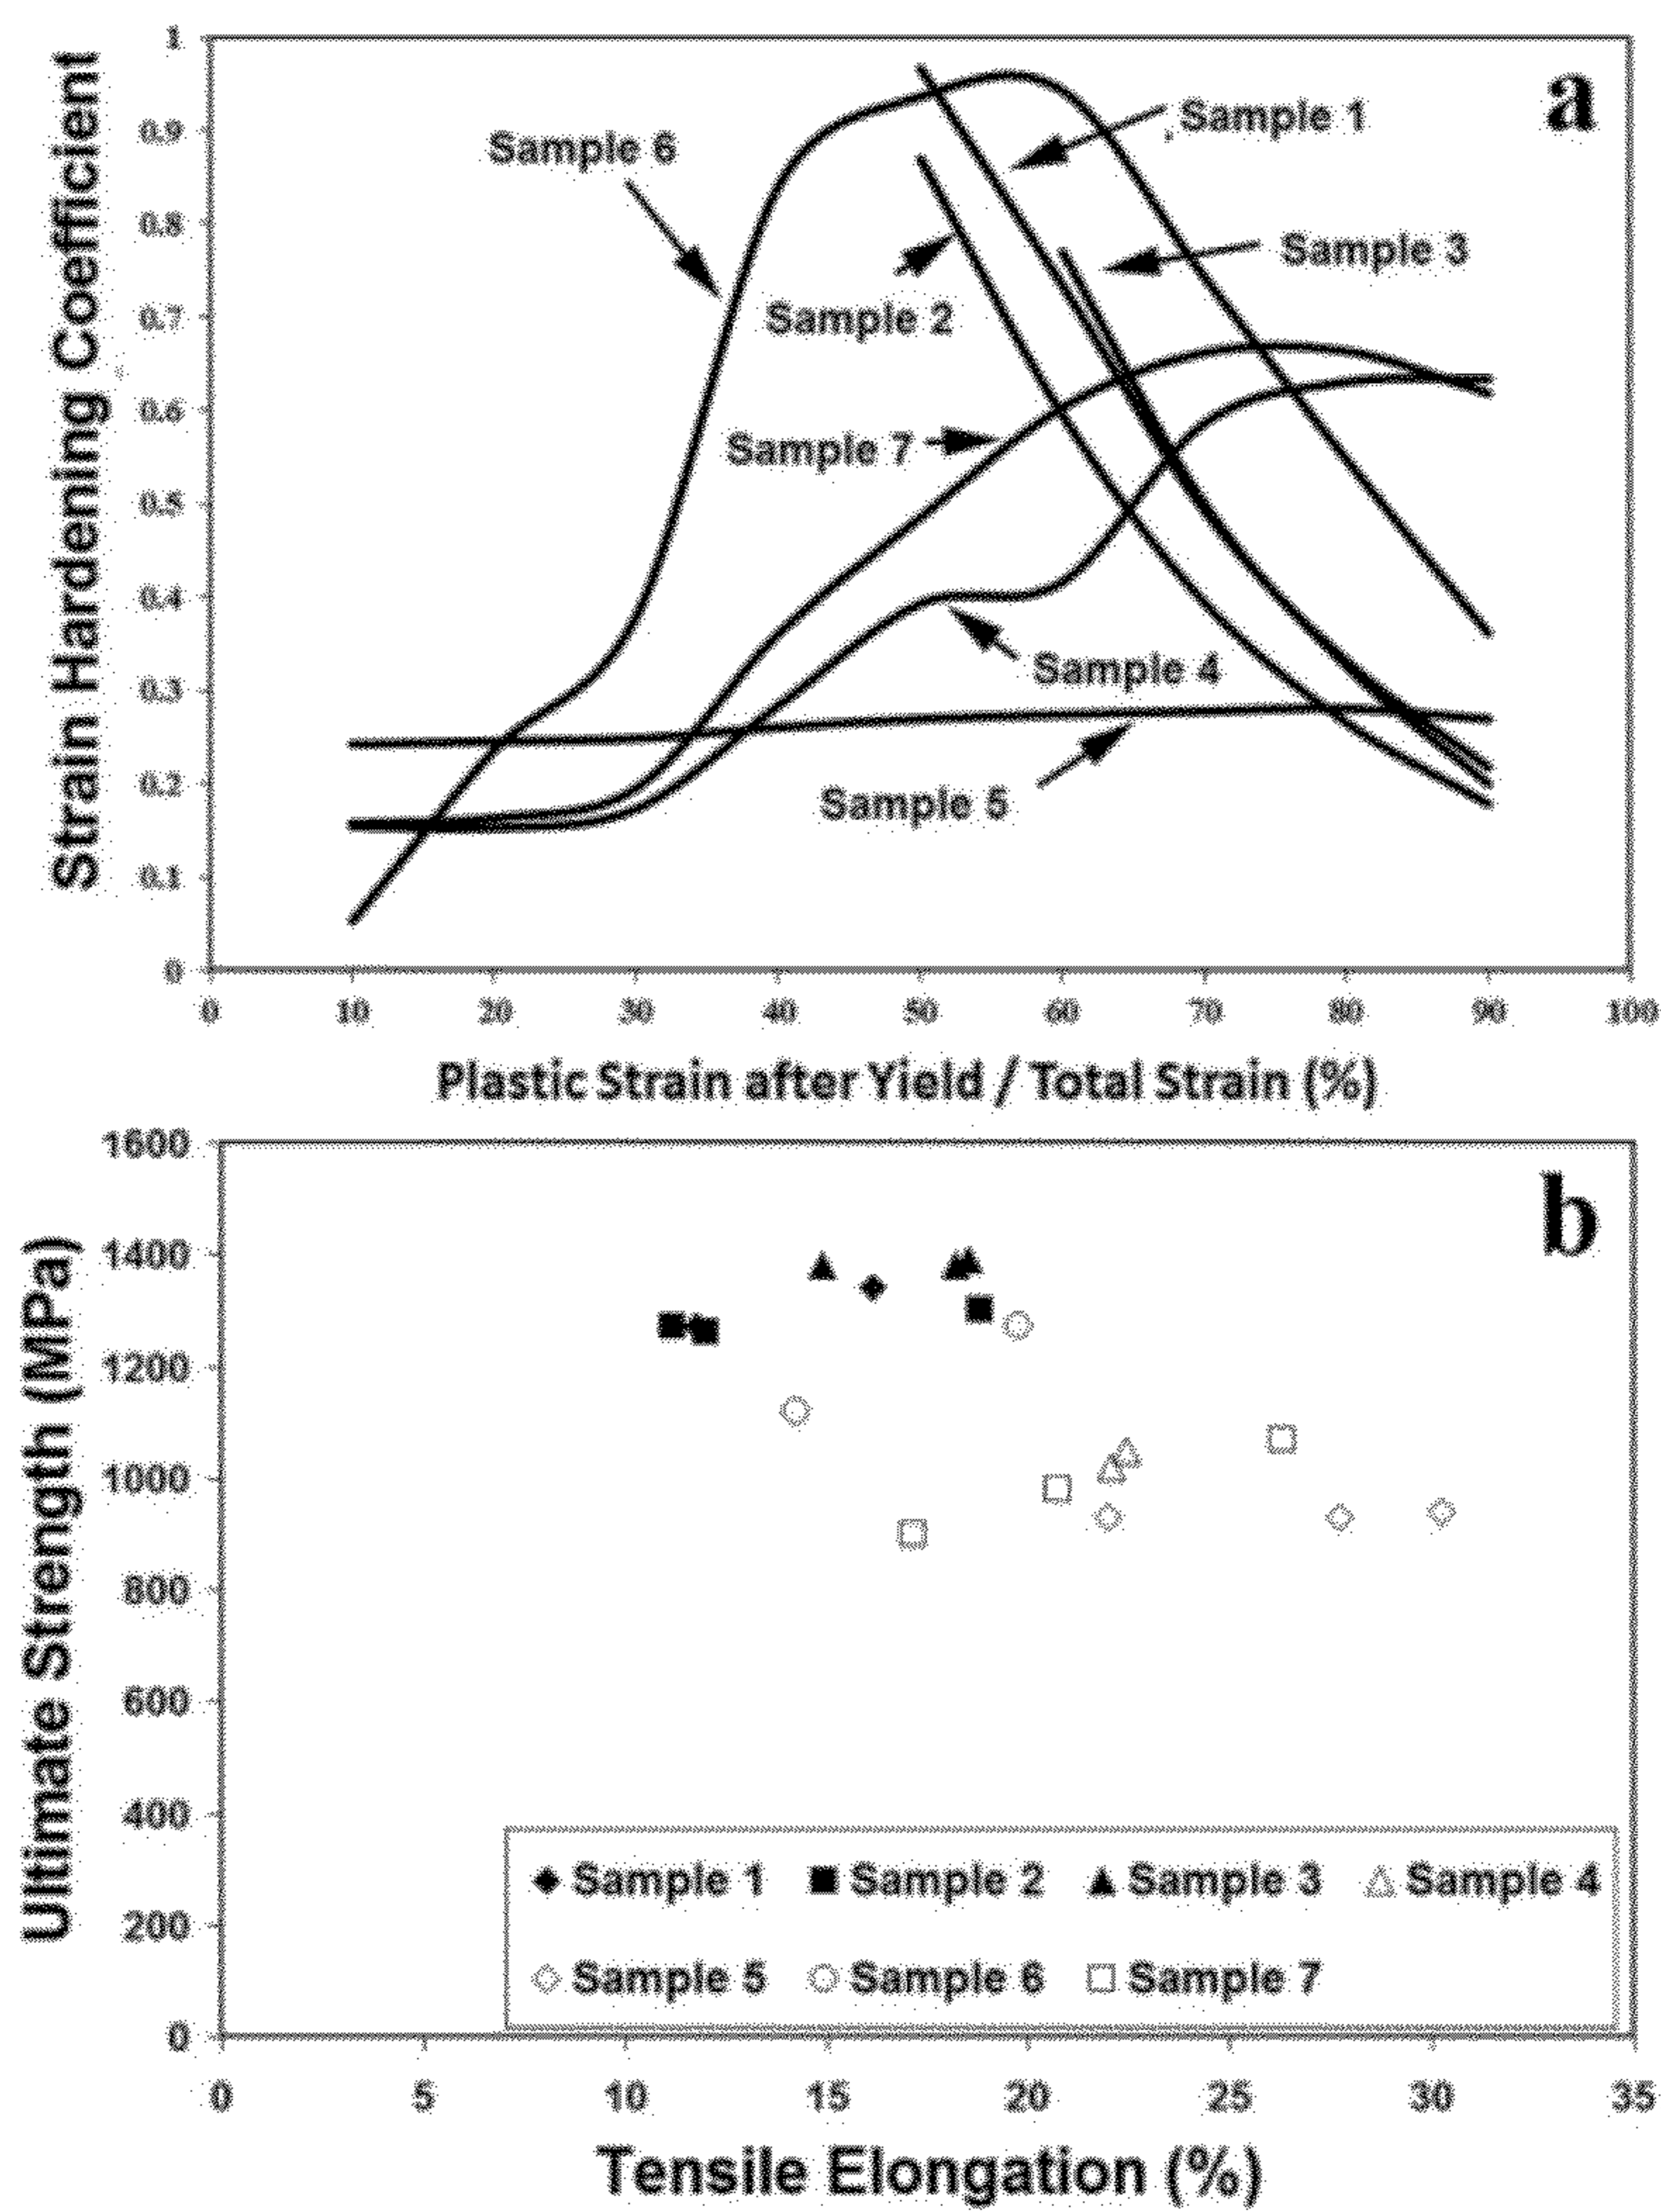 a
Strain Hardening Coefficient
1
0.9
0.8
0.7
0.6
0.5
0.4
0.3
0.2
0.1
0
Sample 1
Sample 6
Sample 3
Sample 2
Sample 7
Sample 4
Sample 5
0 10 20 30 40 50 60 70 80 90 100
Plastic Strain after Yield / Total Strain (%)
b
Ultimate Strength (MPa)
1600
1400
1200
1000
800
600
400
200
0
Sample 1 Sample 2 Sample 3 Sample 4
Sample 5 Sample 6 Sample 7
0 5 10 15 20 25 30 35
Tensile Elongation (%)